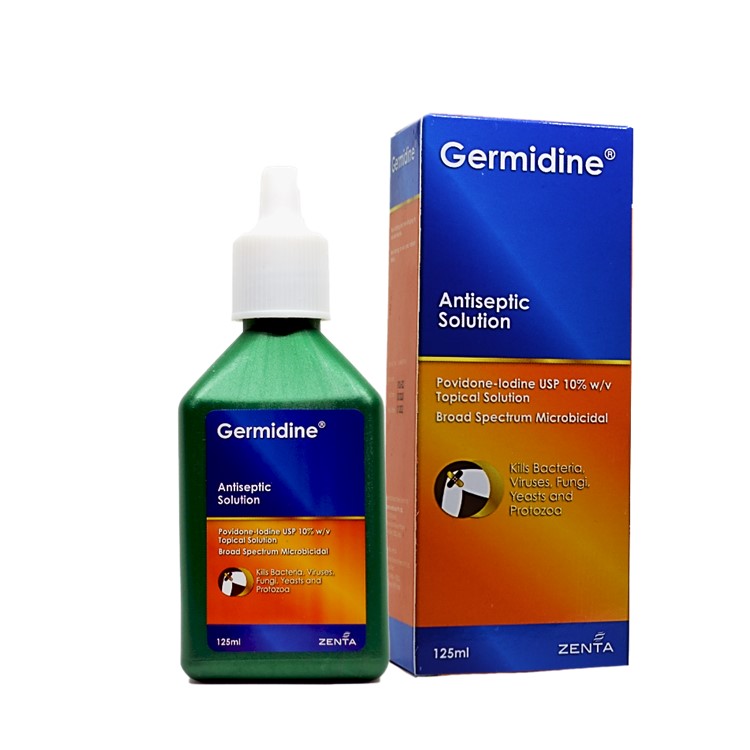 Germidine®
Antiseptic
Solution
Povidone-Iodine USP 10% w/v
Topical Solution
Broad Spectrum Microbicidal
Kills Bacteria, Viruses,
Fungi, Yeasts and
Protozoa
125ml
ZENTA
Germidine
Germidine®
Antiseptic
Solution
Povidone-Iodine USP 10% w/v
Topical Solution
Broad Spectrum Microbicidal
Kills Bacteria,
Viruses, Fungi,
Yeasts and
Protozoa
125ml
ZENTA